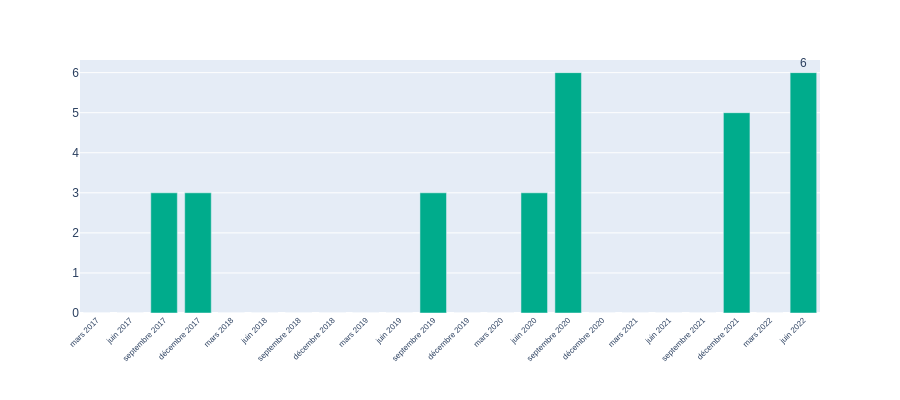 6
6
5
4
3
2
1
0
mars 2017
juin 2017
septembre 2017
décembre 2017
mars 2018
juin 2018
septembre 2018
décembre 2018
mars 2019
juin 2019
septembre 2019
décembre 2019
mars 2020
juin 2020
septembre 2020
décembre 2020
mars 2021
juin 2021
septembre 2021
décembre 2021
mars 2022
juin 2022